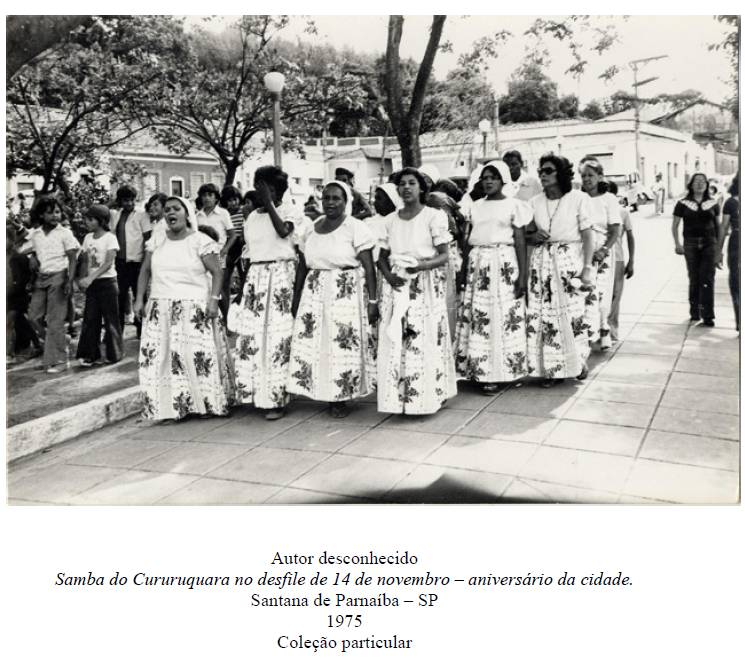 Autor desconhecido
Samba do Cururuquara no desfile de 14 de novembro – aniversário da cidade.
Santana de Parnaíba – SP
1975
Coleção particular